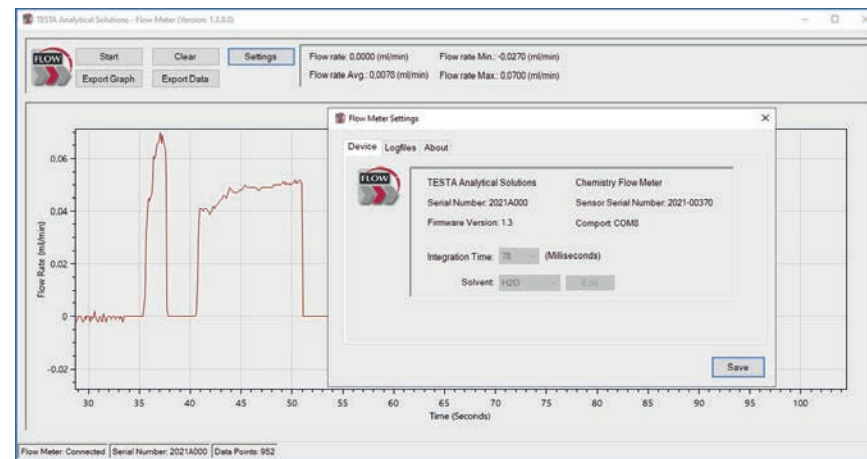 TESTA Analytical Solutions - Flow Meter (Version: 1.3.8.0)
FLOW
Start Clear Settings
Export Graph Export Data
Flow rate: 0.0000 (ml/min) Flow rate Min.: -0,0270 (ml/min)
Flow rate Avg.: 0,0078 (ml/min) Flow rate Max.: 0,0700 (ml/min)
Flow Meter Settings
Device Logfiles About
FLOW
TESTA Analytical Solutions Chemistry Flow Meter
Serial Number: 2021A000 Sensor Serial Number: 2021-00370
Firmware Version: 1.3 Comport: COM8
Integration Time: 78 (Milliseconds)
Solvent: H2O Edit
Save
Flow Rate (ml/min)
0.06
0.04
0.02
0
-0.02
30 35 40 45 50 55 60 65 70 75 80 85 90 95 100
Time (Seconds)
Flow Meter: Connected Serial Number: 2021A000 Data Points: 952